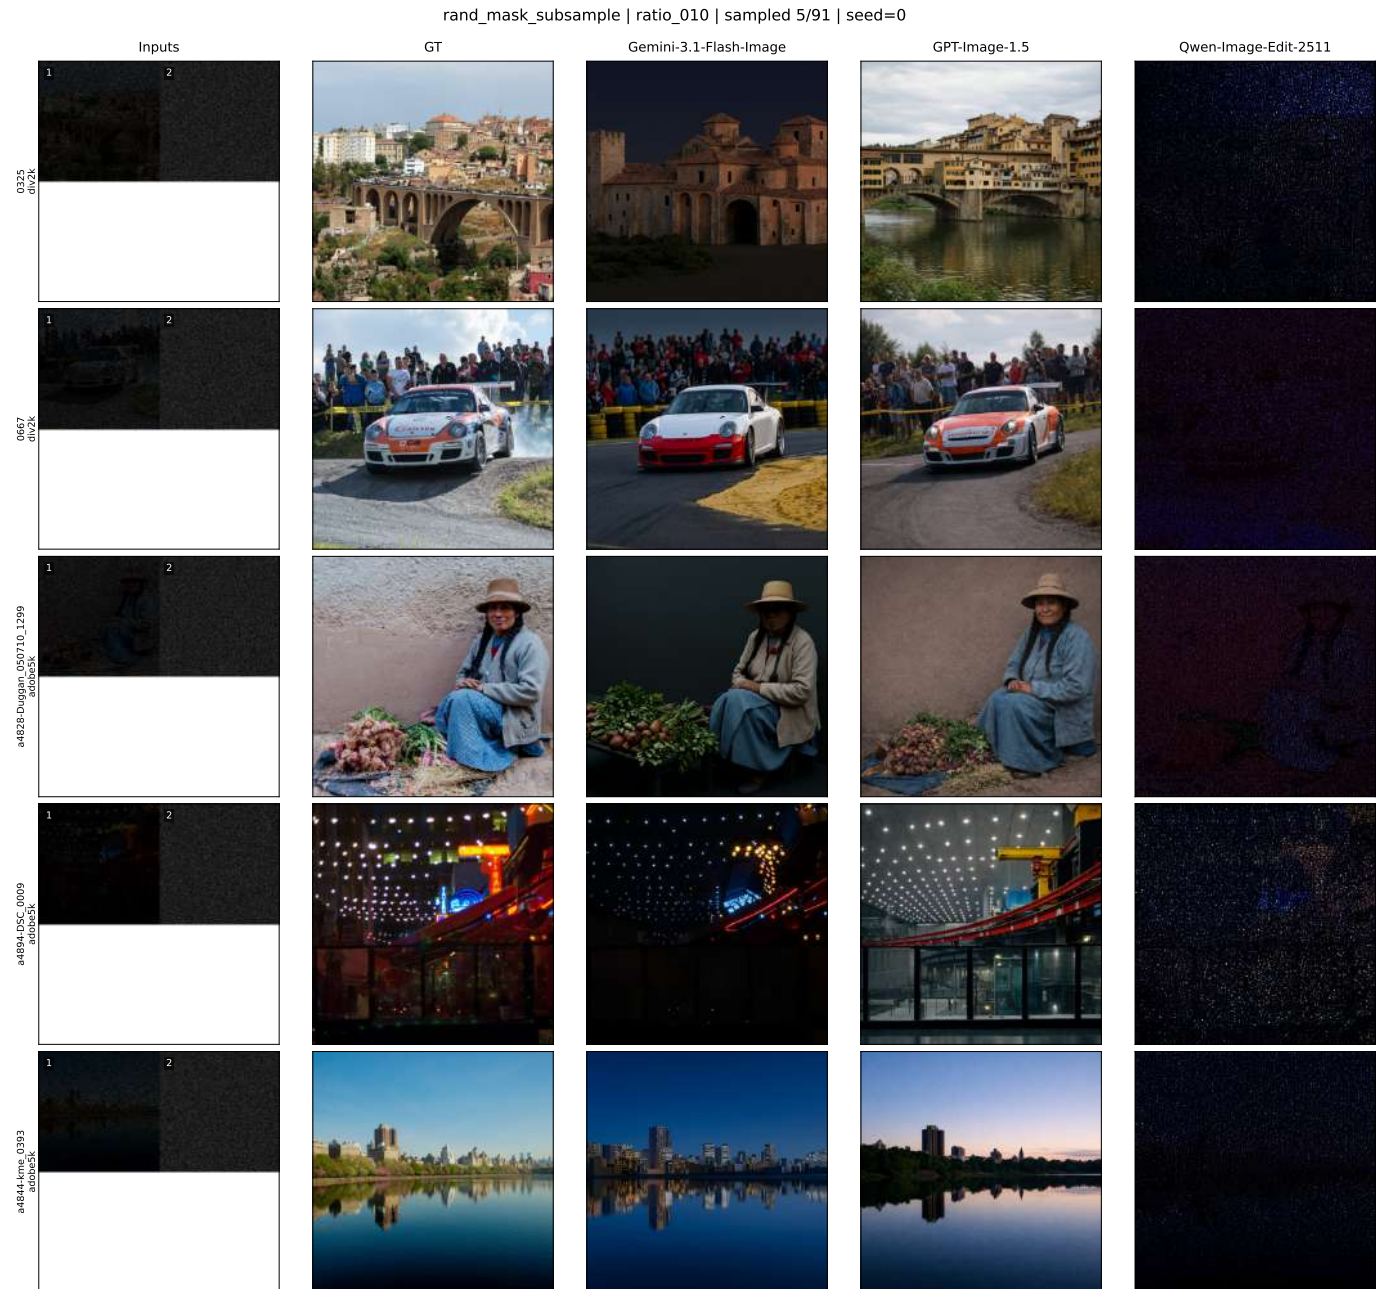 rand_mask_subsample | ratio_010 | sampled 5/91 | seed=0
Inputs GT Gemini-3.1-Flash-Image GPT-Image-1.5 Qwen-Image-Edit-2511
1 2
0325
div2k
1 2
0667
div2k
1 2
a4828-Duggan_050710_1299
adobe5k
1 2
a4894-DSC_0009
adobe5k
1 2
a4844-kme_0393
adobe5k